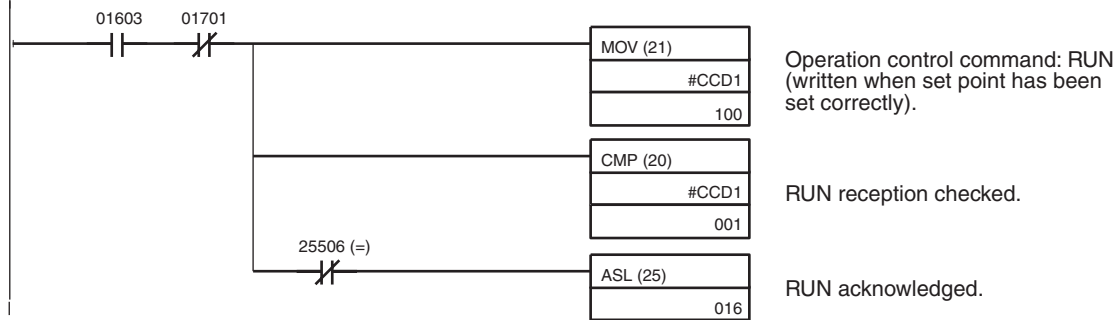 01603 01701
MOV (21)
#CCD1
100
Operation control command: RUN
(written when set point has been
set correctly).
CMP (20)
#CCD1
001
RUN reception checked.
25506 (=)
ASL (25)
016
RUN acknowledged.